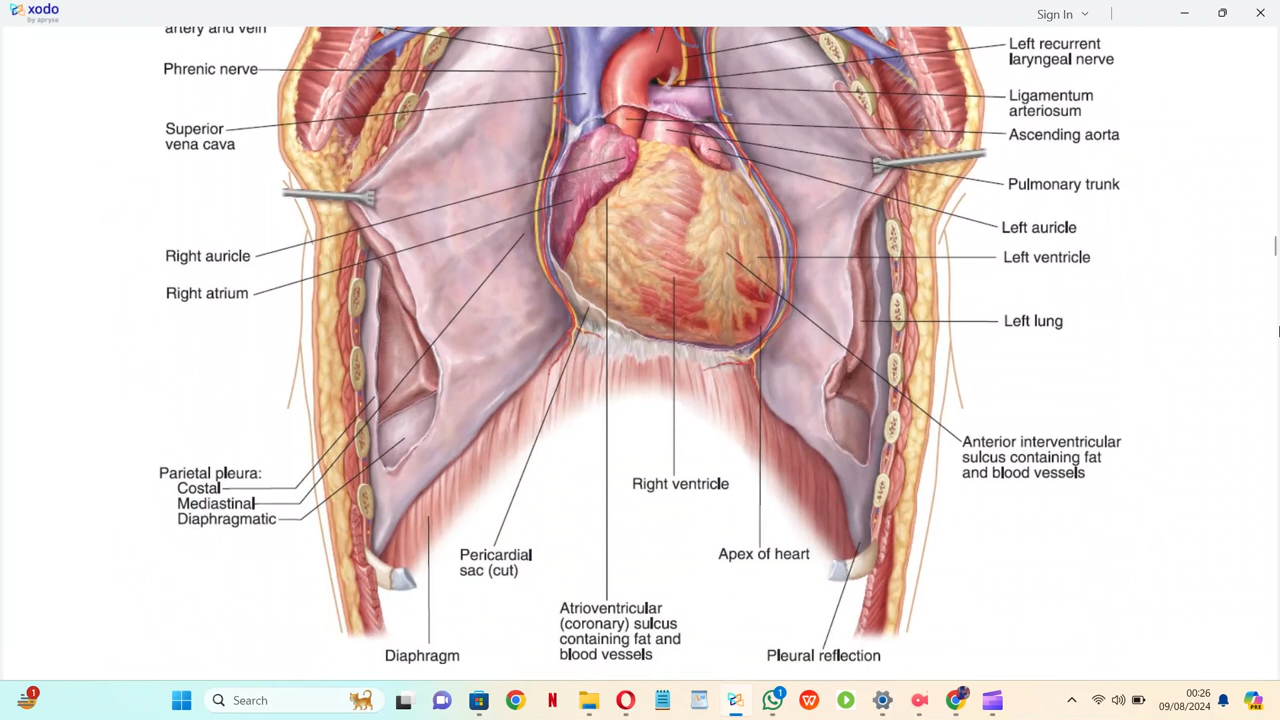 xodo
by apryse
Sign In
artery and vein
Phrenic nerve
Superior
vena cava
Right auricle
Right atrium
Parietal pleura:
Costal
Mediastinal
Diaphragmatic
Left recurrent
laryngeal nerve
Ligamentum
arteriosum
Ascending aorta
Pulmonary trunk
Left auricle
Left ventricle
Left lung
Anterior interventricular
sulcus containing fat
and blood vessels
Right ventricle
Pericardial
sac (cut)
Apex of heart
Atrioventricular
(coronary) sulcus
containing fat and
blood vessels
Diaphragm
Pleural reflection
1
Search
N
1
W
00:26
09/08/2024
PRE